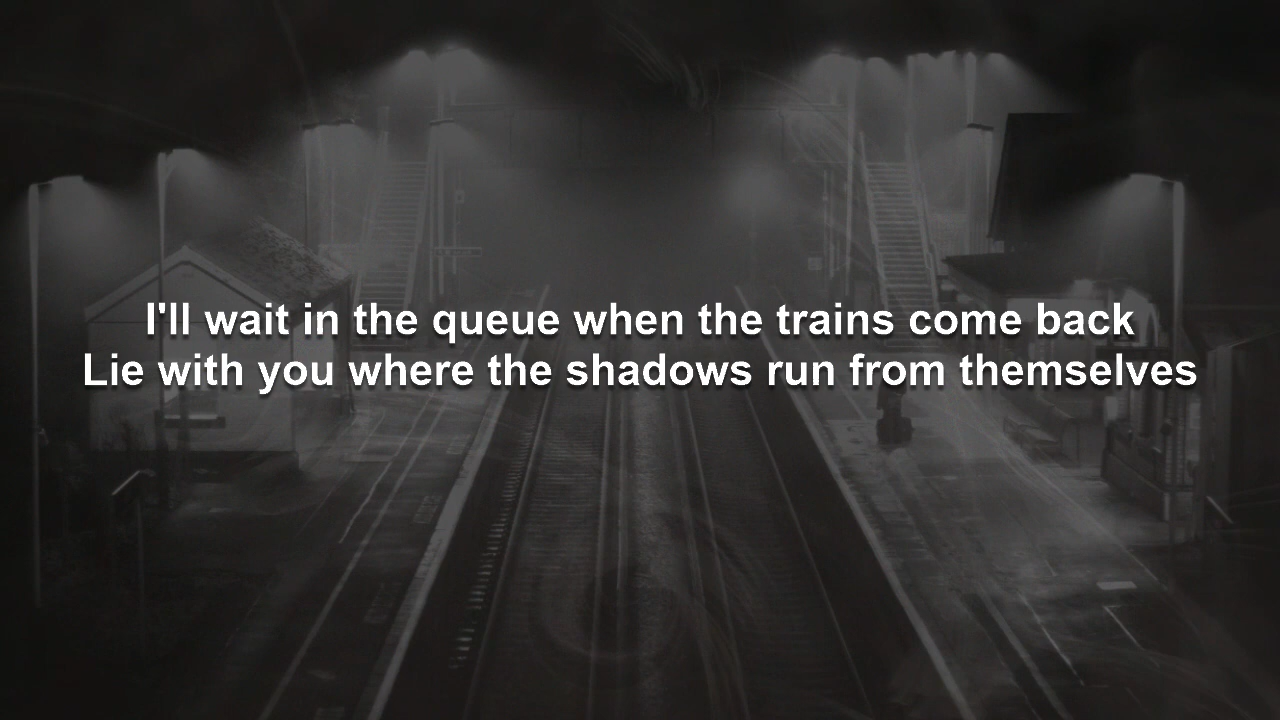 I'll wait in the queue when the trains come back
Lie with you where the shadows run from themselves